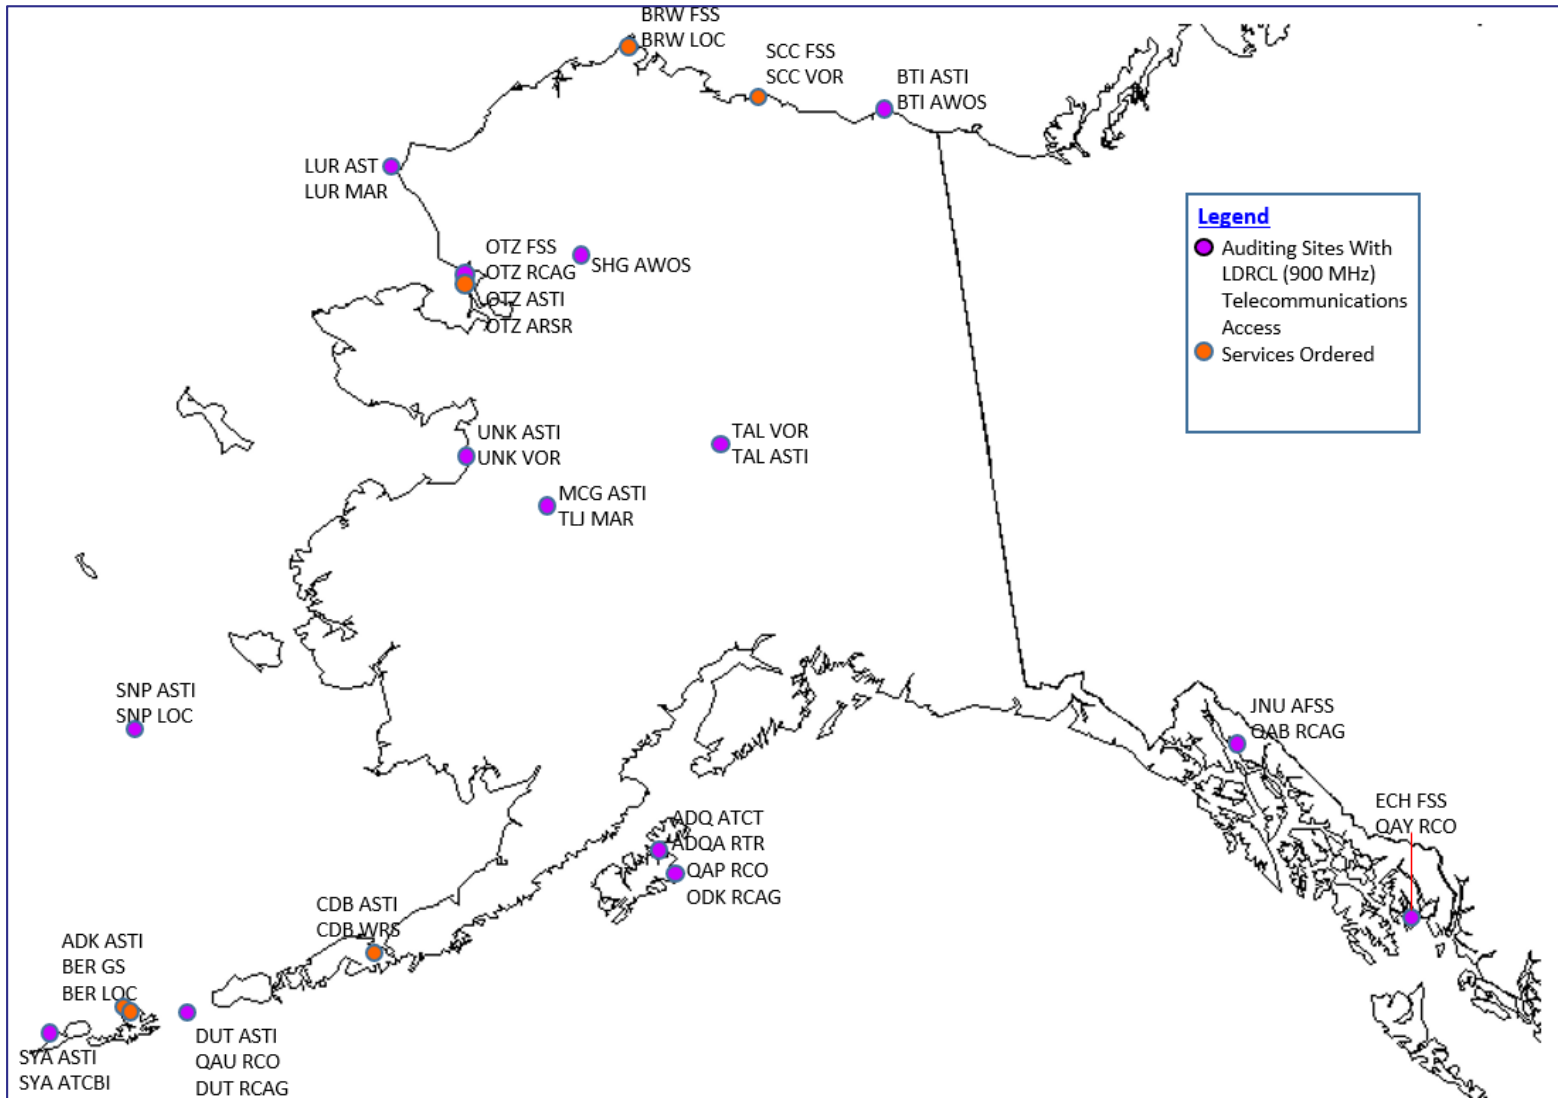 BRW FSS
BRW LOC
SCC FSS
SCC VOR
BTI ASTI
BTI AWOS
LUR AST
LUR MAR
OTZ FSS
OTZ RCAG
OTZ ASTI
OTZ ARSR
SHG AWOS
Legend
Auditing Sites With
LDRCL (900 MHz)
Telecommunications
Access
Services Ordered
UNK ASTI
UNK VOR
TAL VOR
TAL ASTI
MCG ASTI
TLJ MAR
SNP ASTI
SNP LOC
JNU AFSS
QAB RCAG
ECH FSS
QAY RCO
ADQ ATCT
ADQA RTR
QAP RCO
ODK RCAG
CDB ASTI
CDB WRS
ADK ASTI
BER GS
BER LOC
SYA ASTI
SYA ATCBI
DUT ASTI
QAU RCO
DUT RCAG